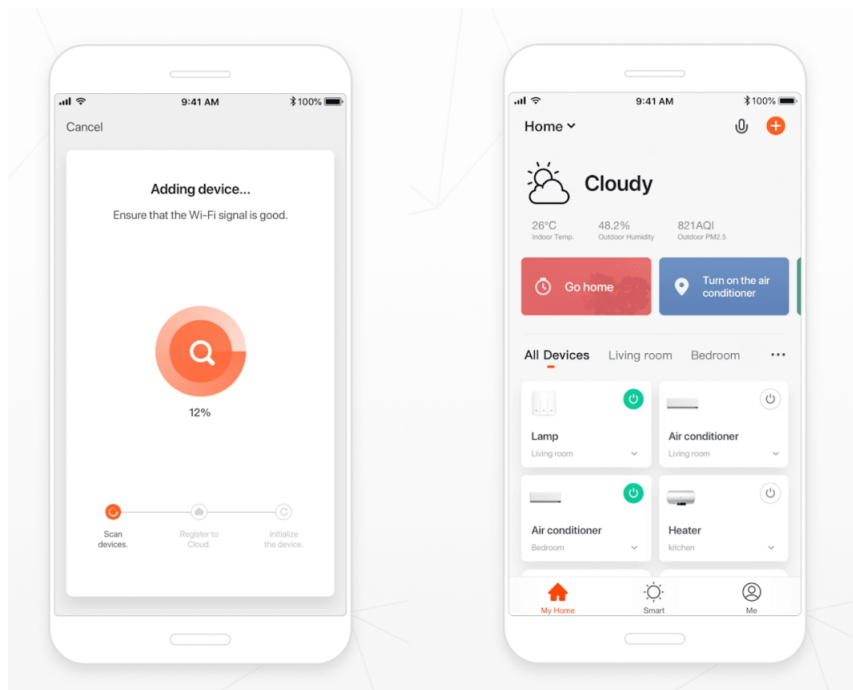 9:41 AM
100%
Cancel
Adding device...
Ensure that the Wi-Fi signal is good.
12%
Scan
devices.
Register to
Cloud.
Initialize
the device.
9:41 AM
100%
Home
Cloudy
26°C
48.2%
821AQI
Indoor Temp.
Outdoor Humidity
Outdoor PM2.5
Go home
Turn on the air
conditioner
All Devices
Living room
Bedroom
Lamp
Living room
Air conditioner
Living room
Air conditioner
Bedroom
Heater
kitchen
My Home
Smart
Me